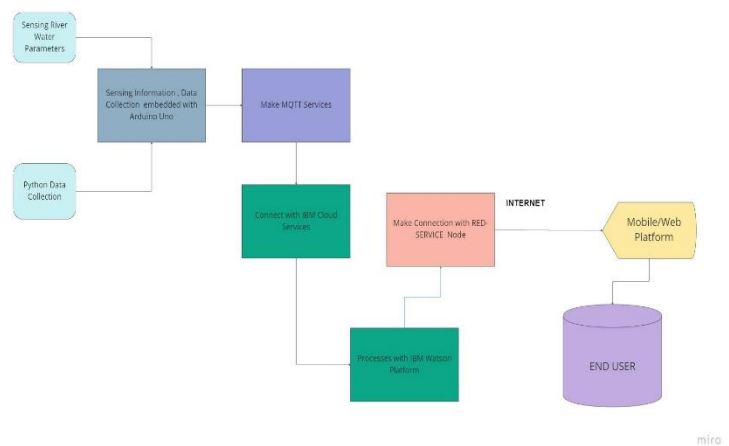 Sensing River
Water
Parameters
Sensing Information , Data
Collection embedded with
Arduino Uno
Make MQTT Services
Python Data
Collection
Connect with IBM Cloud
Services
Make Connection with RED-
SERVICE Node
INTERNET
Mobile/Web
Platform
Processes with IBM Watson
Platform
END USER
miro